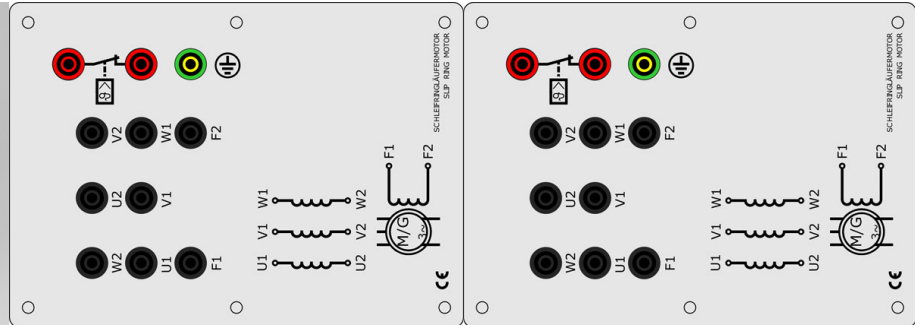 SCHLEIFRINGLÄUFERMOTOR
SLIP RING MOTOR
ϑ>
V2
W1
F2
U2
V1
W2
U1
F1
W1
W2
V1
V2
U1
U2
F1
F2
M/G
3~
CE
SCHLEIFRINGLÄUFERMOTOR
SLIP RING MOTOR
ϑ>
V2
W1
F2
U2
V1
W2
U1
F1
W1
W2
V1
V2
U1
U2
F1
F2
M/G
3~
CE